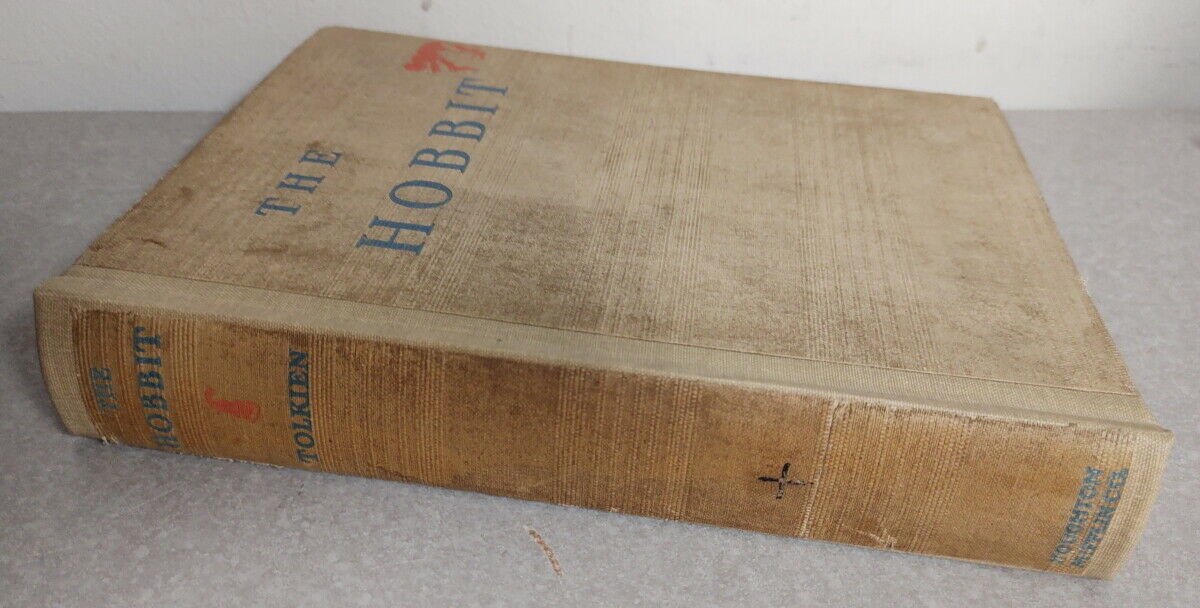 THE
HOBBIT
THE
HOBBIT
TOLKIEN
HOUGHTON
MIFFLIN CO.